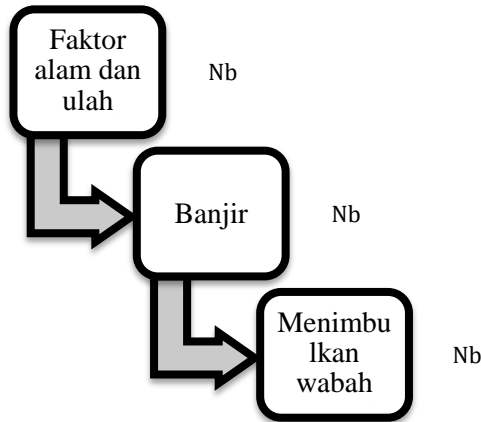 Faktor
alam dan
ulah
Nb
Banjir
Nb
Menimbu
lkan
wabah
Nb